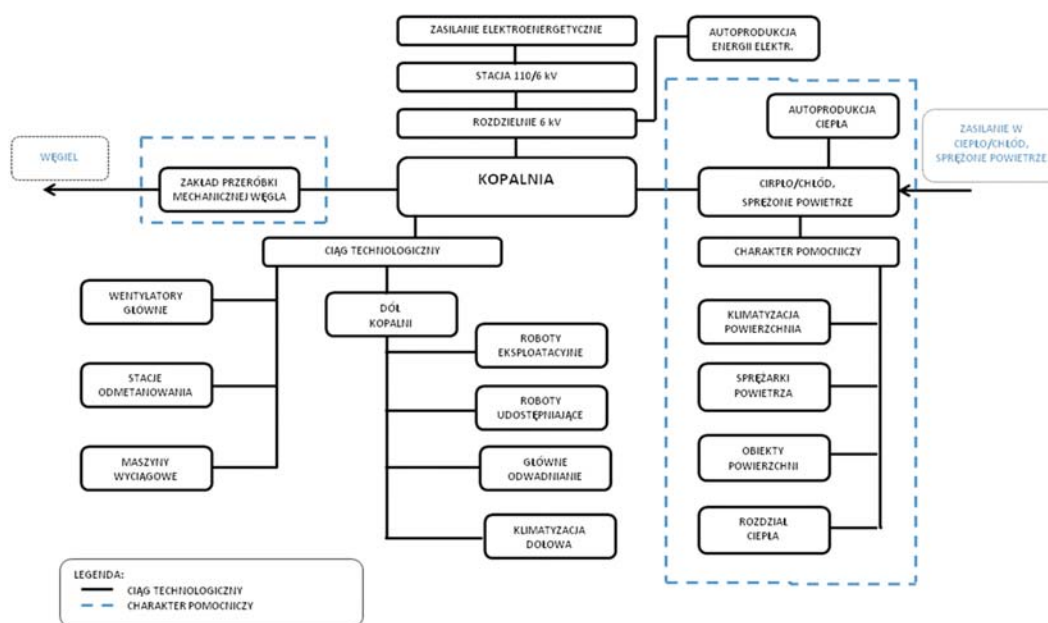 ZASILANIE ELEKTROENERGETYCZNE
AUTOPRODUKCJA
ENERGII ELEKTR.
STACJA 110/6 kV
ROZDZIELNIE 6 kV
AUTOPRODUKCJA
CIEPŁA
WĘGIEL
ZASILANIE W
CIEPŁO/CHŁÓD,
SPRĘŻONE POWIETRZE
ZAKŁAD PRZERÓBKI
MECHANICZNEJ WĘGLA
KOPALNIA
CIRPŁO/CHŁÓD,
SPRĘŻONE POWIETRZE
CIĄG TECHNOLOGICZNY
CHARAKTER POMOCNICZY
WENTYLATORY
GŁÓWNE
DÓŁ
KOPALNI
KLIMATYZACJA
POWIERZCHNIA
ROBOTY
EKSPLOATACYJNE
STACJE
ODMETANOWANIA
SPRĘŻARKI
POWIETRZA
ROBOTY
UDOSTĘPNIAJĄCE
MASZYNY
WYCIĄGOWE
GŁÓWNE
ODWADNIANIE
OBIEKTY
POWIERZCHNI
KLIMATYZACJA
DOŁOWA
ROZDZIAŁ
CIEPŁA
LEGENDA:
CIĄG TECHNOLOGICZNY
CHARAKTER POMOCNICZY